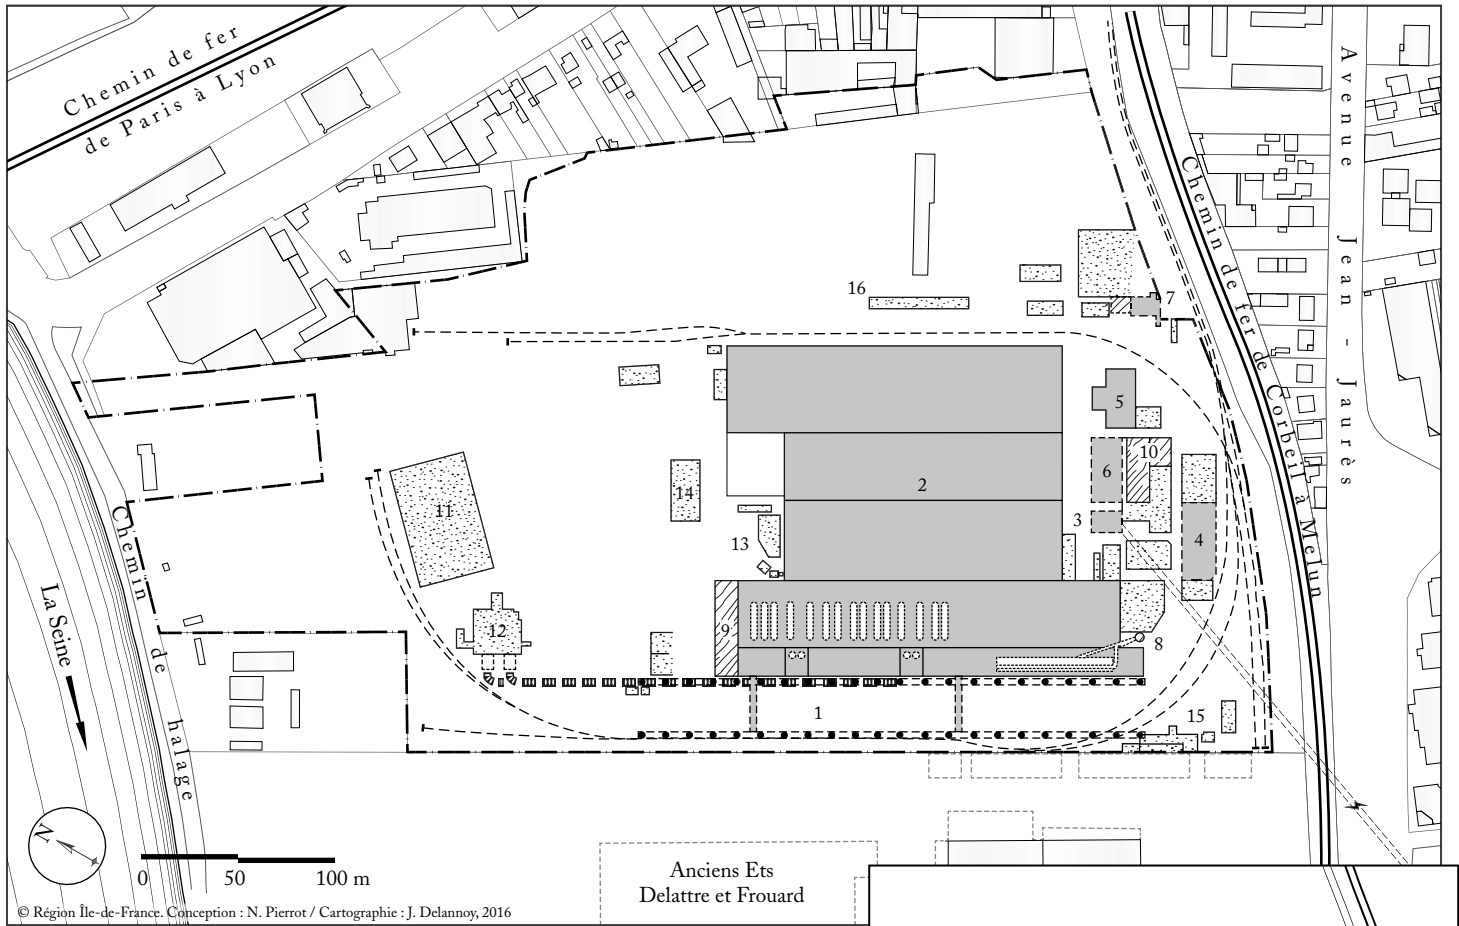 Chemin de fer
de Paris à Lyon
Avenue Jean - Jaurès
Chemin de fer de Corbeil à Melun
16
7
5
2
6
10
14
11
3
13
4
9
12
8
1
15
Chemin de halage
La Seine
N
0 50 100 m
Anciens Ets
Delattre et Frouard
© Région Île-de-France. Conception : N. Pierrot / Cartographie : J. Delannoy, 2016